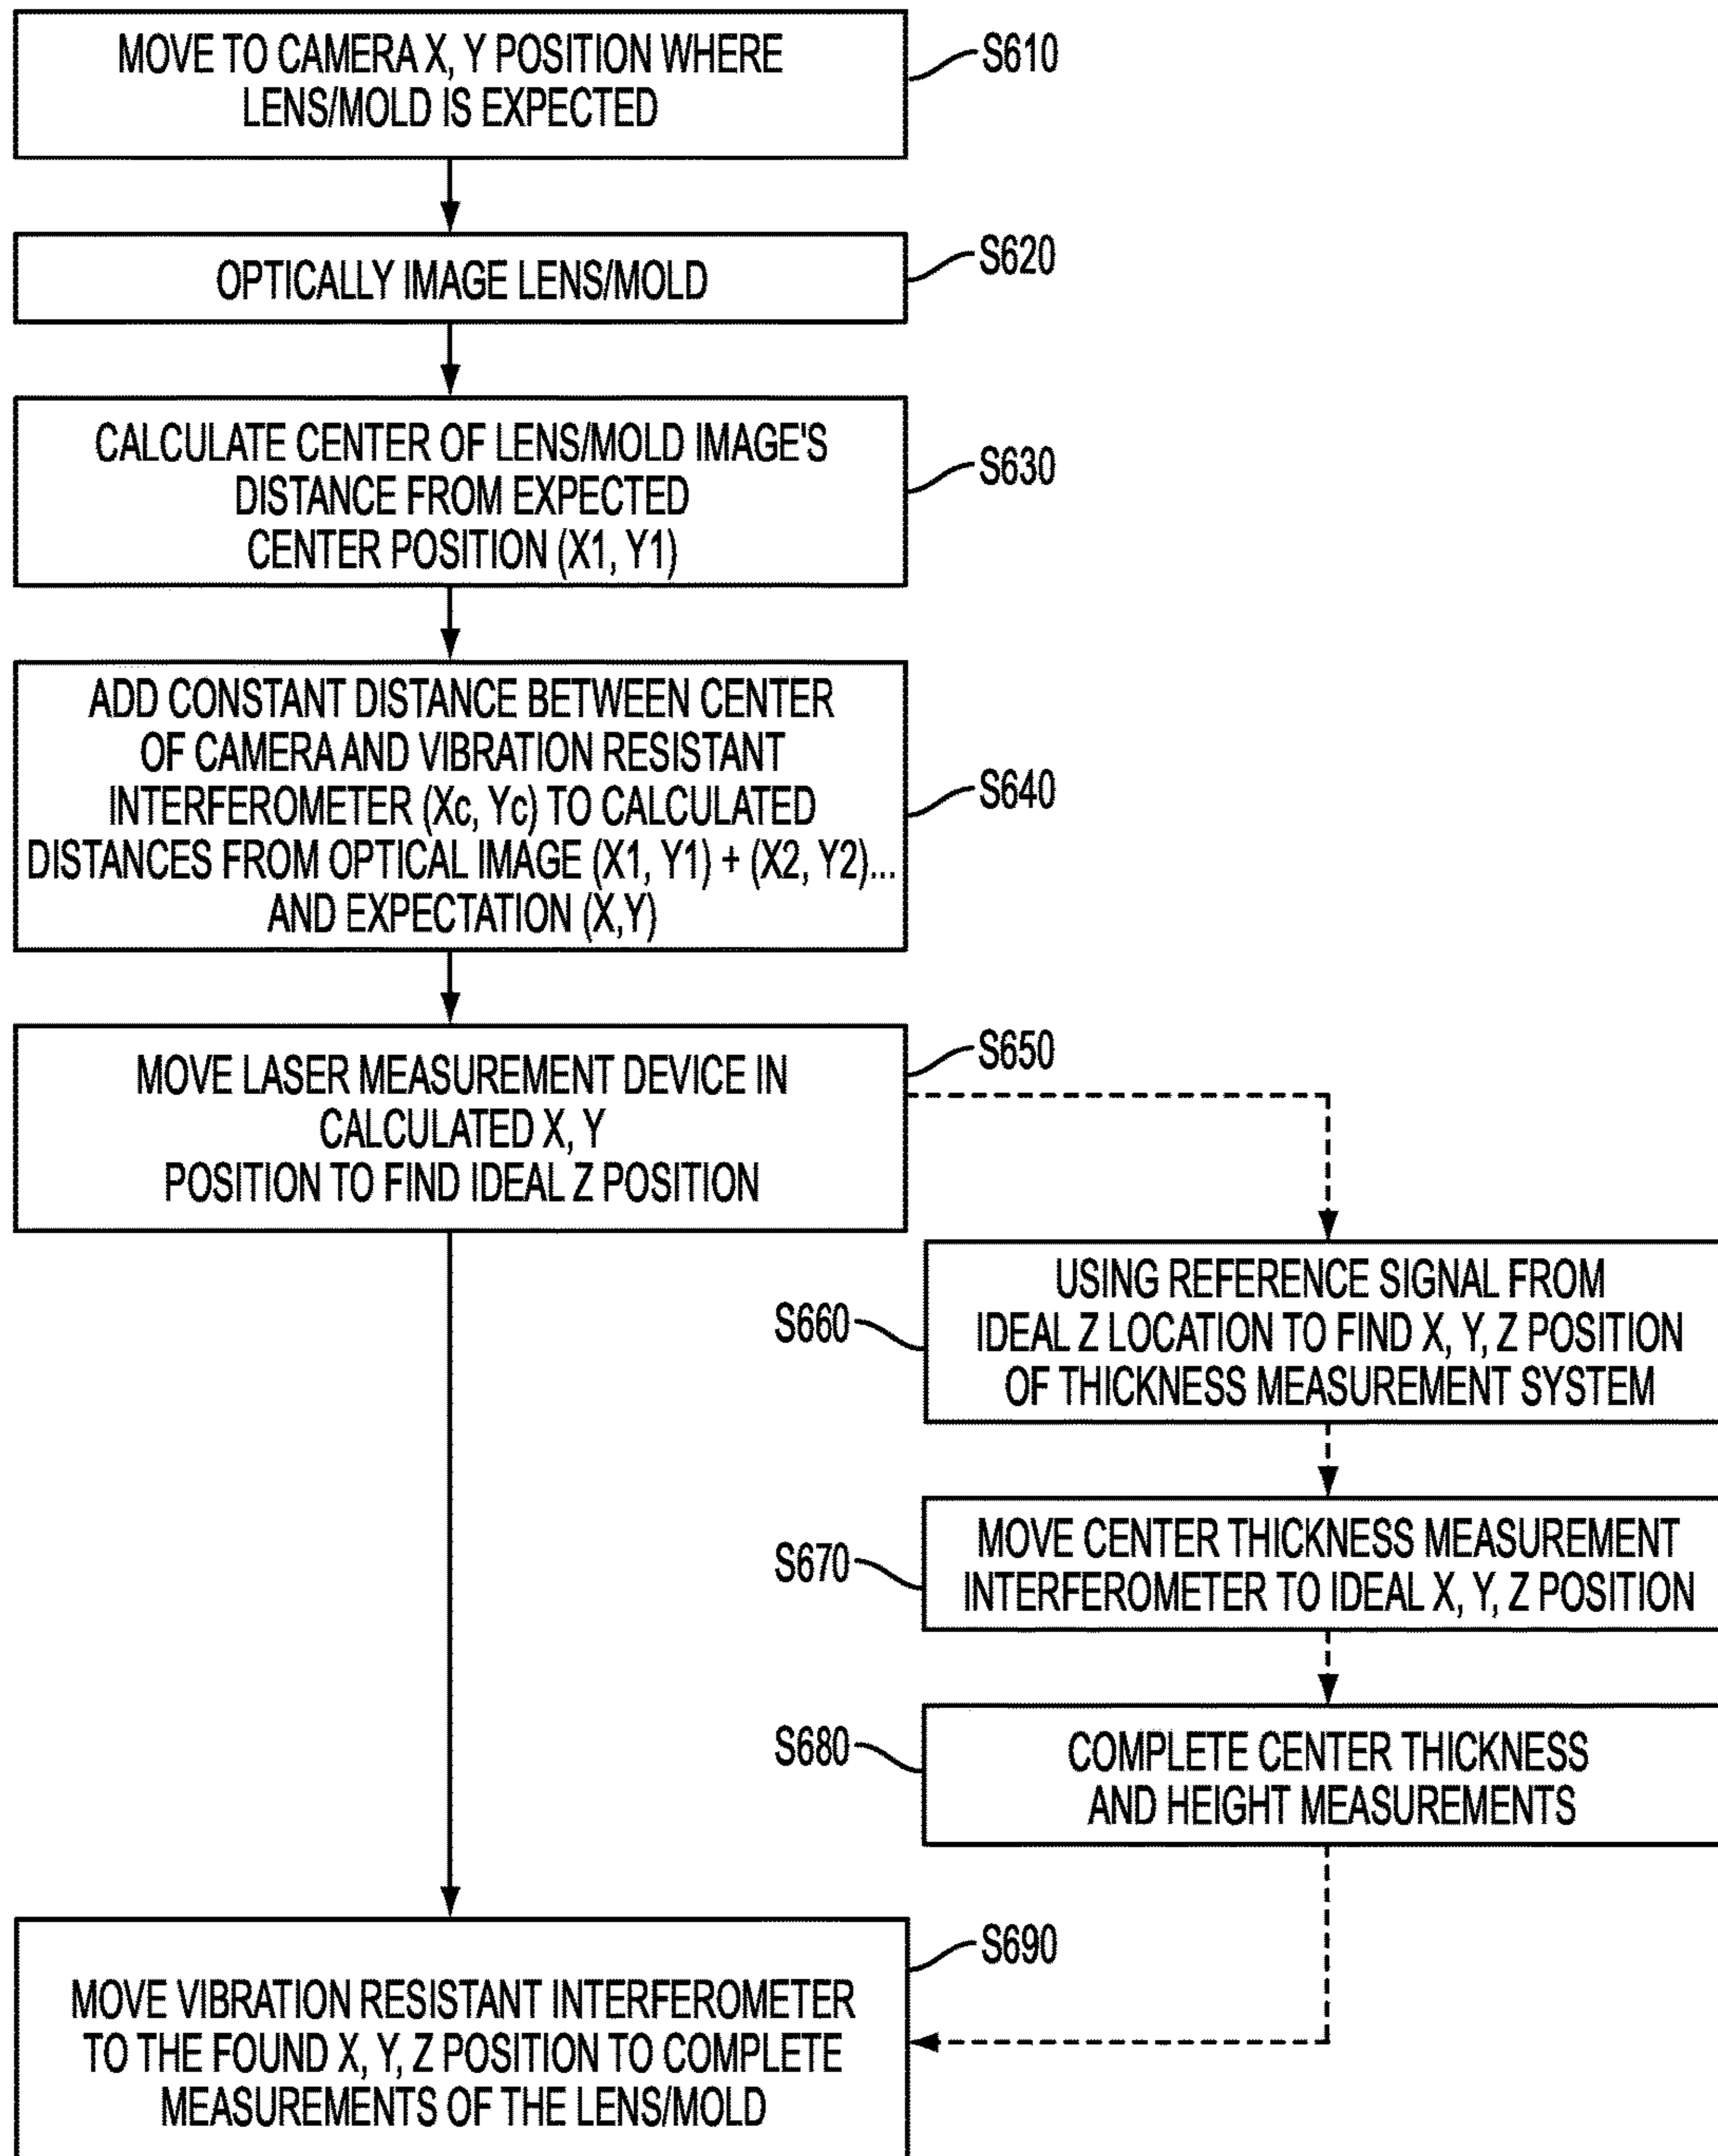 MOVE TO CAMERA X, Y POSITION WHERE
LENS/MOLD IS EXPECTED
S610
OPTICALLY IMAGE LENS/MOLD
S620
CALCULATE CENTER OF LENS/MOLD IMAGE'S
DISTANCE FROM EXPECTED
CENTER POSITION (X1, Y1)
S630
ADD CONSTANT DISTANCE BETWEEN CENTER
OF CAMERA AND VIBRATION RESISTANT
INTERFEROMETER (Xc, Yc) TO CALCULATED
DISTANCES FROM OPTICAL IMAGE (X1, Y1) + (X2, Y2)...
AND EXPECTATION (X,Y)
S640
MOVE LASER MEASUREMENT DEVICE IN
CALCULATED X, Y
POSITION TO FIND IDEAL Z POSITION
S650
USING REFERENCE SIGNAL FROM
IDEAL Z LOCATION TO FIND X, Y, Z POSITION
OF THICKNESS MEASUREMENT SYSTEM
S660
MOVE CENTER THICKNESS MEASUREMENT
INTERFEROMETER TO IDEAL X, Y, Z POSITION
S670
COMPLETE CENTER THICKNESS
AND HEIGHT MEASUREMENTS
S680
MOVE VIBRATION RESISTANT INTERFEROMETER
TO THE FOUND X, Y, Z POSITION TO COMPLETE
MEASUREMENTS OF THE LENS/MOLD
S690